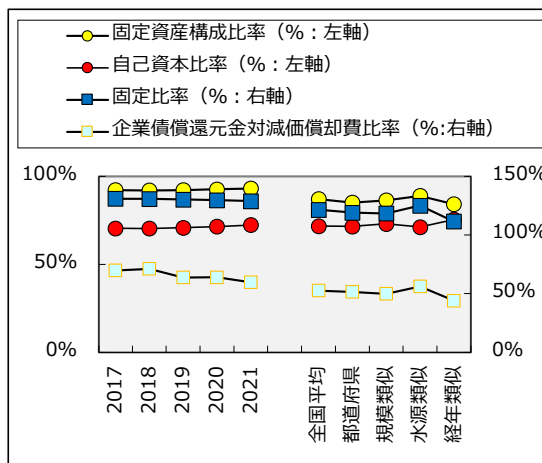 固定資産構成比率（%：左軸）
自己資本比率（%：左軸）
固定比率（%：右軸）
企業債償還元金対減価償却費比率（%:右軸）
100%
50%
0%
150%
100%
50%
0%
2017
2018
2019
2020
2021
全国平均
都道府県
規模類似
水源類似
経年類似